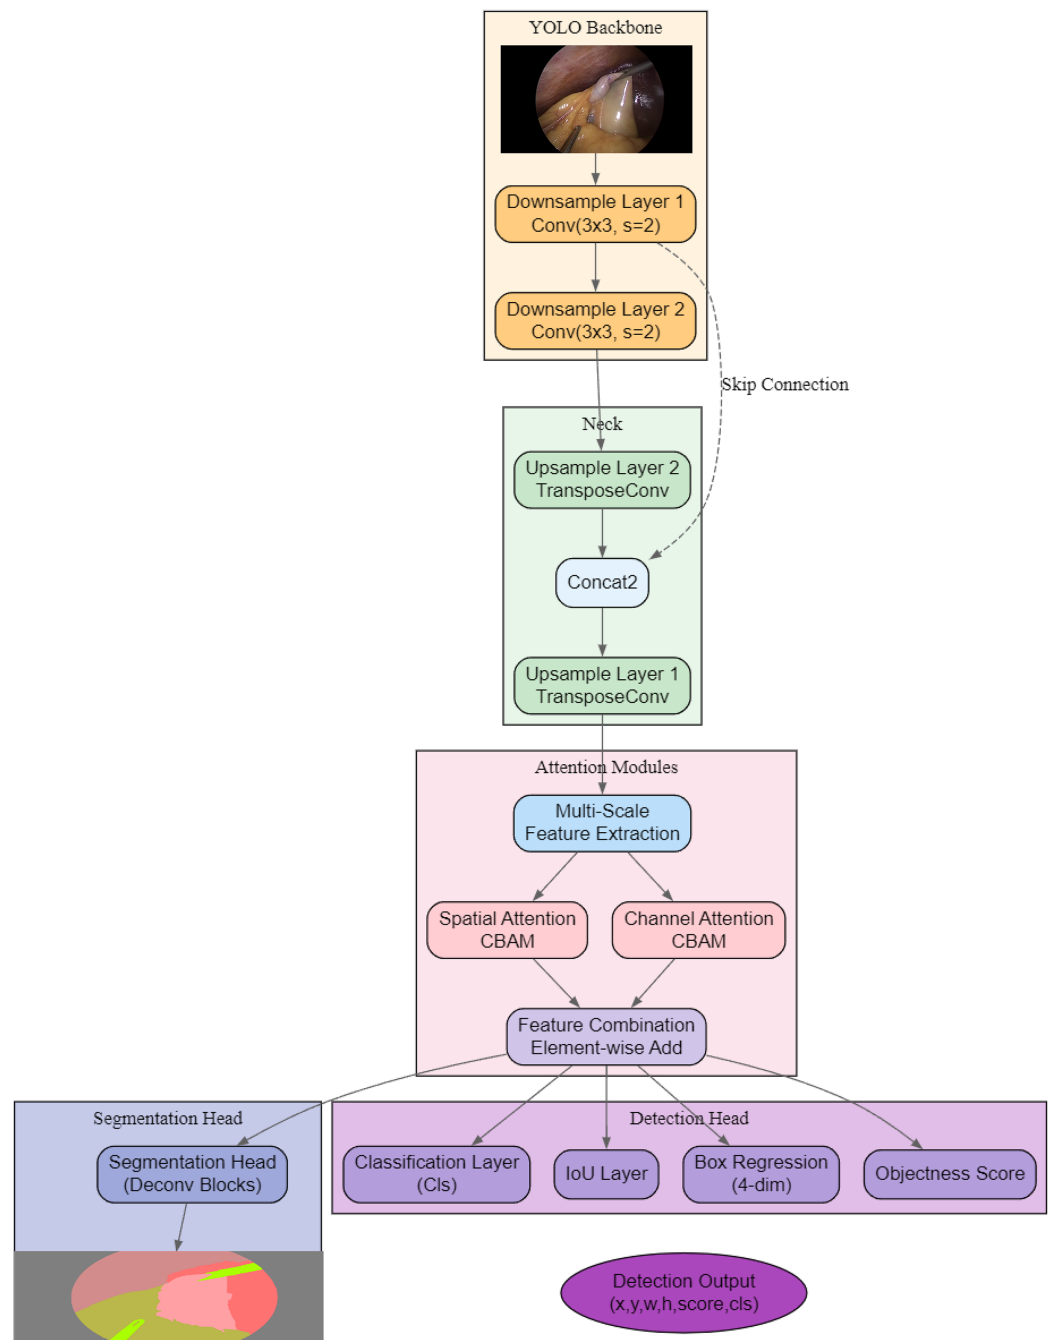 YOLO Backbone
Downsample Layer 1
Conv(3x3, s=2)
Downsample Layer 2
Conv(3x3, s=2)
Skip Connection
Neck
Upsample Layer 2
TransposeConv
Concat2
Upsample Layer 1
TransposeConv
Attention Modules
Multi-Scale
Feature Extraction
Spatial Attention
CBAM
Channel Attention
CBAM
Feature Combination
Element-wise Add
Segmentation Head
Segmentation Head
(Deconv Blocks)
Detection Head
Classification Layer
(Cls)
IoU Layer
Box Regression
(4-dim)
Objectness Score
Detection Output
(x,y,w,h,score,cls)